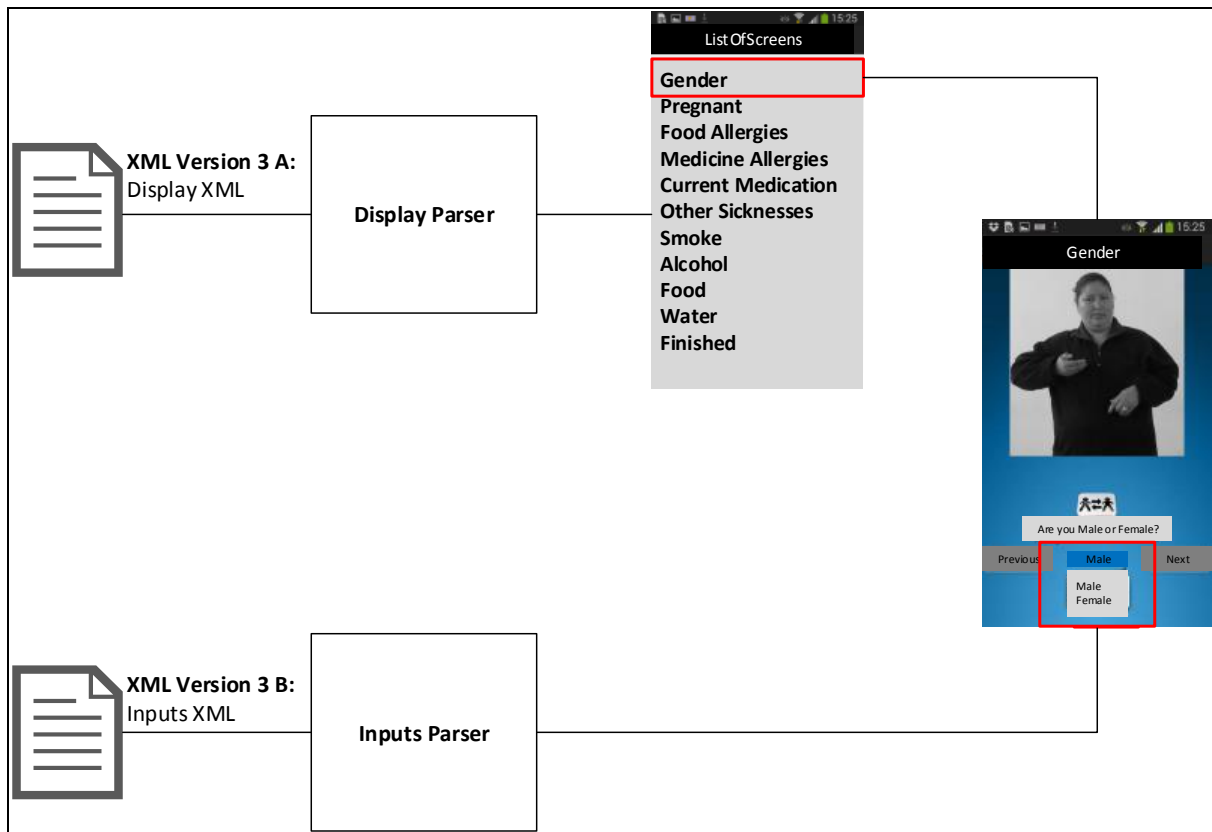 15:25
ListOfScreens
Gender
Pregnant
Food Allergies
Medicine Allergies
Current Medication
Other Sicknesses
Smoke
Alcohol
Food
Water
Finished
XML Version 3 A:
Display XML
Display Parser
15:25
Gender
Are you Male or Female?
Previous
Male
Next
Male
Female
XML Version 3 B:
Inputs XML
Inputs Parser